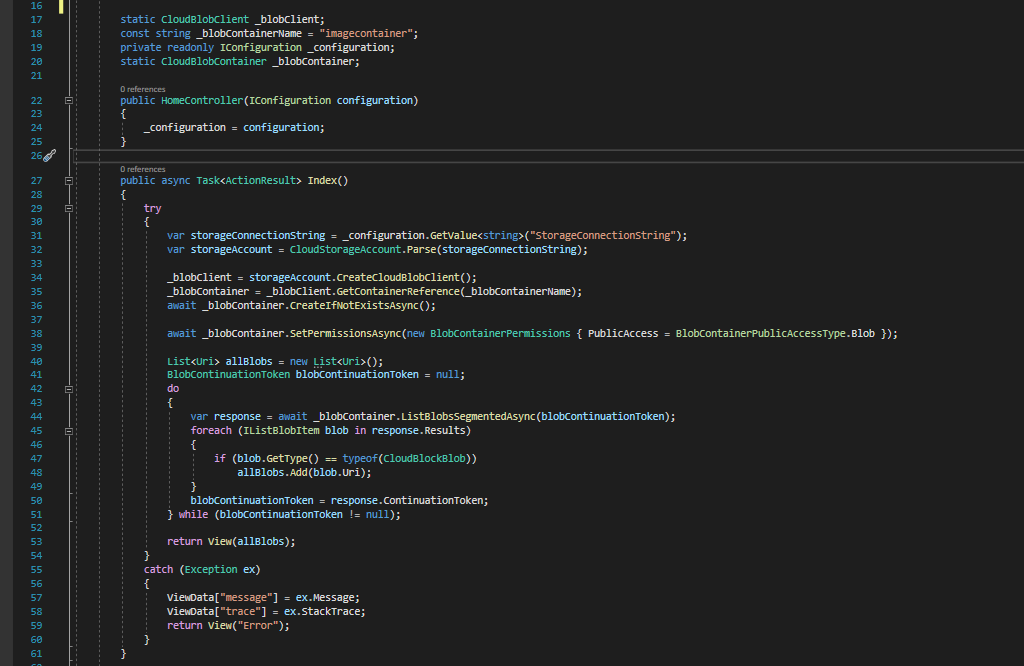 16
17 static CloudBlobClient _blobClient;
18 const string _blobContainerName = "imagecontainer";
19 private readonly IConfiguration _configuration;
20 static CloudBlobContainer _blobContainer;
21
0 references
22 public HomeController(IConfiguration configuration)
23 {
24 _configuration = configuration;
25 }
26
0 references
27 public async Task<ActionResult> Index()
28 {
29 try
30 {
31 var storageConnectionString = _configuration.GetValue<string>("StorageConnectionString");
32 var storageAccount = CloudStorageAccount.Parse(storageConnectionString);
33
34 _blobClient = storageAccount.CreateCloudBlobClient();
35 _blobContainer = _blobClient.GetContainerReference(_blobContainerName);
36 await _blobContainer.CreateIfNotExistsAsync();
37
38 await _blobContainer.SetPermissionsAsync(new BlobContainerPermissions { PublicAccess = BlobContainerPublicAccessType.Blob });
39
40 List<Uri> allBlobs = new List<Uri>();
41 BlobContinuationToken blobContinuationToken = null;
42 do
43 {
44 var response = await _blobContainer.ListBlobsSegmentedAsync(blobContinuationToken);
45 foreach (IListBlobItem blob in response.Results)
46 {
47 if (blob.GetType() == typeof(CloudBlockBlob))
48 allBlobs.Add(blob.Uri);
49 }
50 blobContinuationToken = response.ContinuationToken;
51 } while (blobContinuationToken != null);
52
53 return View(allBlobs);
54 }
55 catch (Exception ex)
56 {
57 ViewData["message"] = ex.Message;
58 ViewData["trace"] = ex.StackTrace;
59 return View("Error");
60 }
61 }